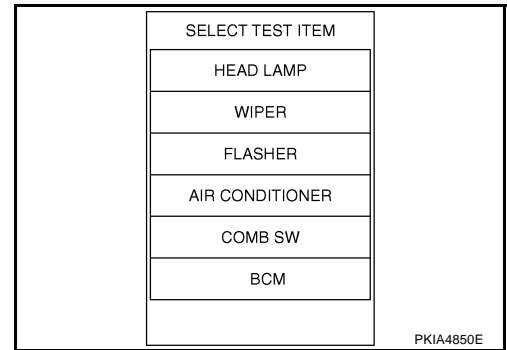 SELECT TEST ITEM
HEAD LAMP
WIPER
FLASHER
AIR CONDITIONER
COMB SW
BCM
PKIA4850E